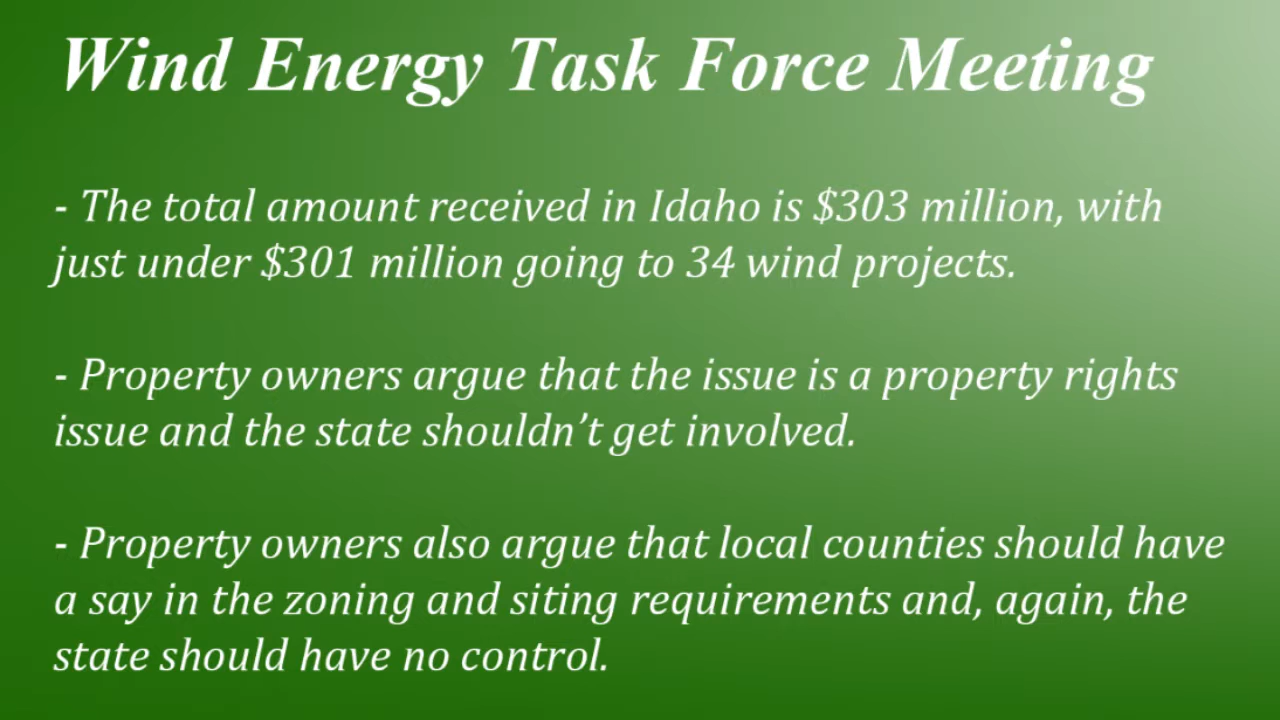 Wind Energy Task Force Meeting
- The total amount received in Idaho is $303 million, with
just under $301 million going to 34 wind projects.
- Property owners argue that the issue is a property rights
issue and the state shouldn’t get involved.
- Property owners also argue that local counties should have
a say in the zoning and siting requirements and, again, the
state should have no control.